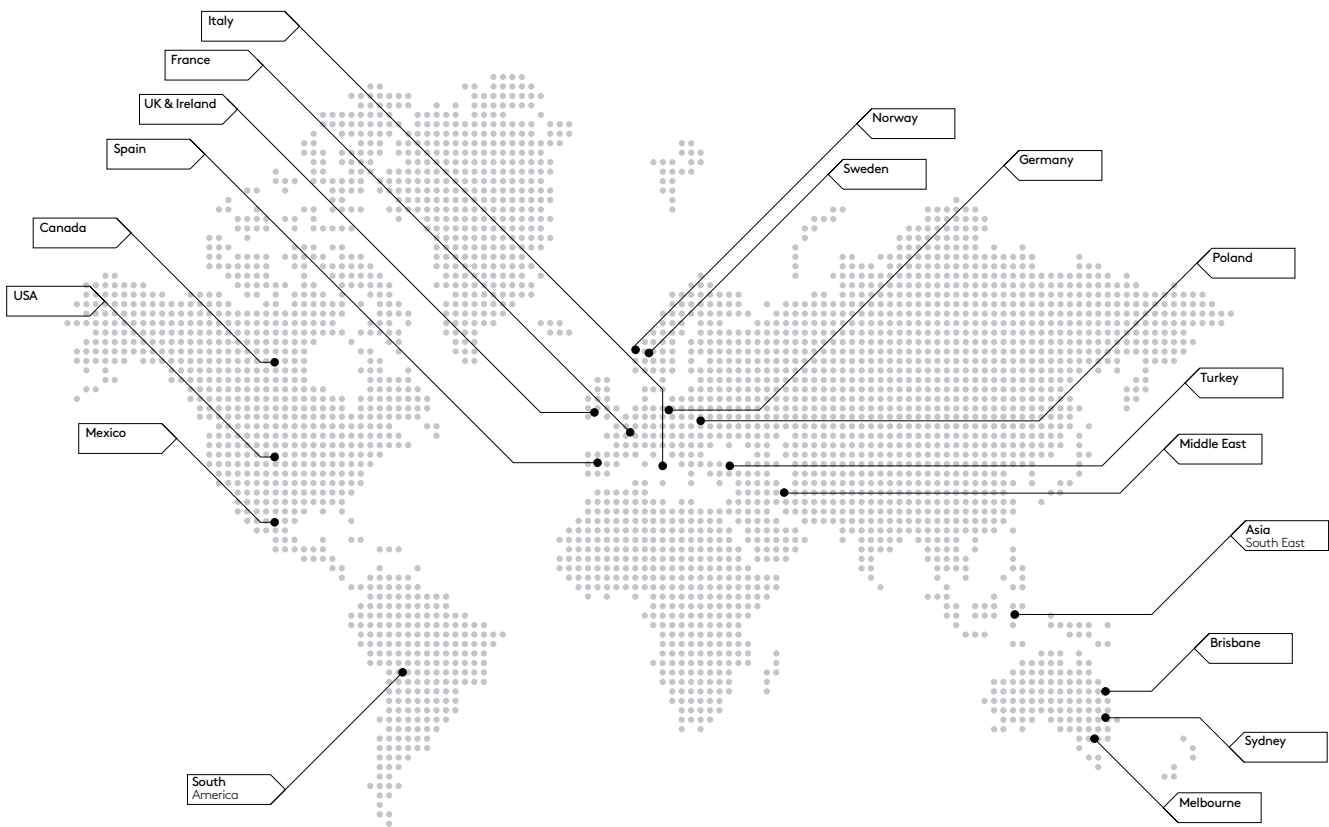 Italy
France
UK & Ireland
Spain
Canada
USA
Mexico
South
America
Norway
Sweden
Germany
Poland
Turkey
Middle East
Asia
South East
Brisbane
Sydney
Melbourne